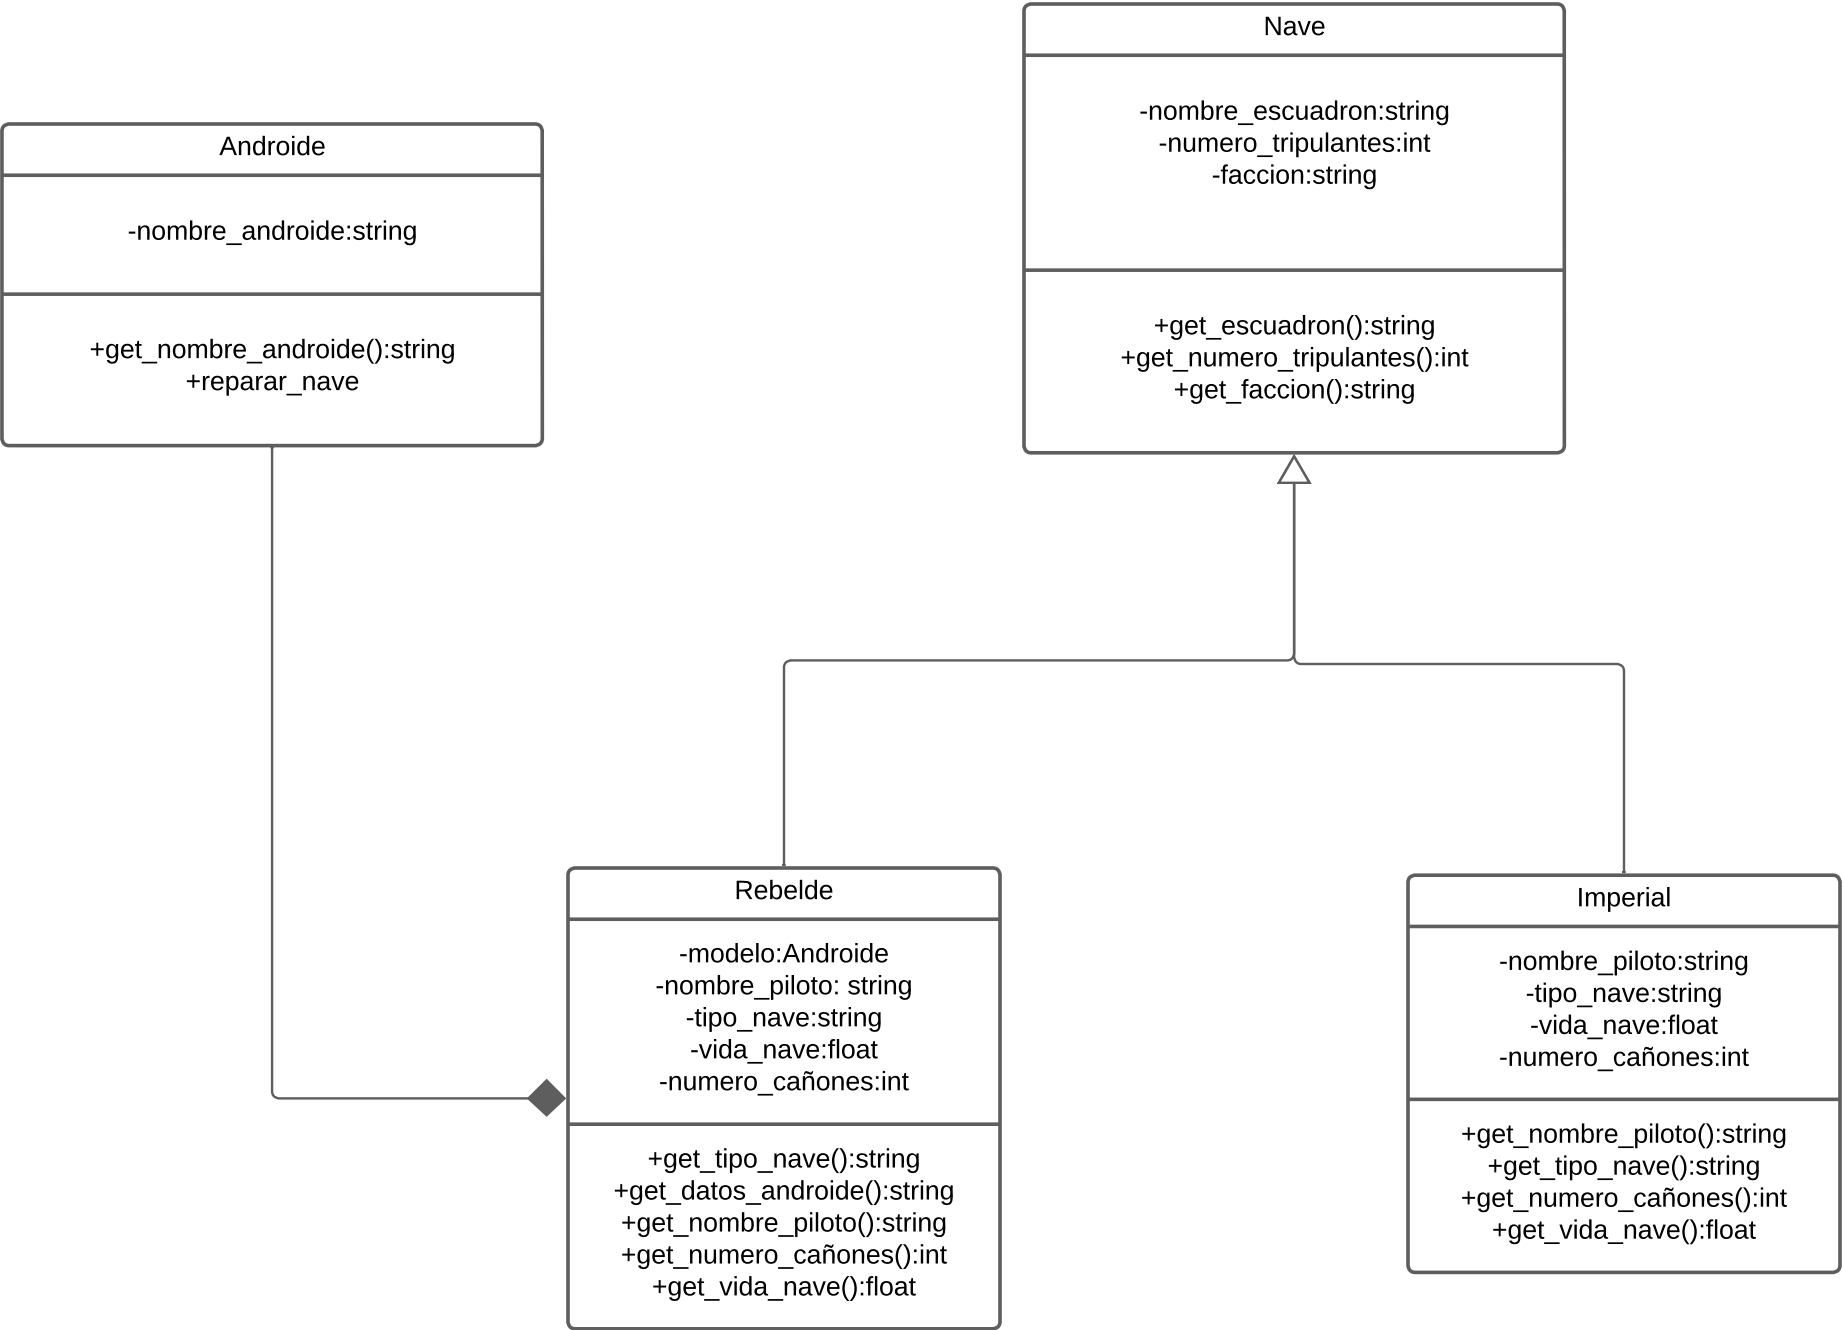 Nave
-nombre_escuadron:string
-numero_tripulantes:int
-faccion:string
+get_escuadron():string
+get_numero_tripulantes():int
+get_faccion():string
Androide
-nombre_androide:string
+get_nombre_androide():string
+reparar_nave
Rebelde
-modelo:Androide
-nombre_piloto: string
-tipo_nave:string
-vida_nave:float
-numero_cañones:int
+get_tipo_nave():string
+get_datos_androide():string
+get_nombre_piloto():string
+get_numero_cañones():int
+get_vida_nave():float
Imperial
-nombre_piloto:string
-tipo_nave:string
-vida_nave:float
-numero_cañones:int
+get_nombre_piloto():string
+get_tipo_nave():string
+get_numero_cañones():int
+get_vida_nave():float